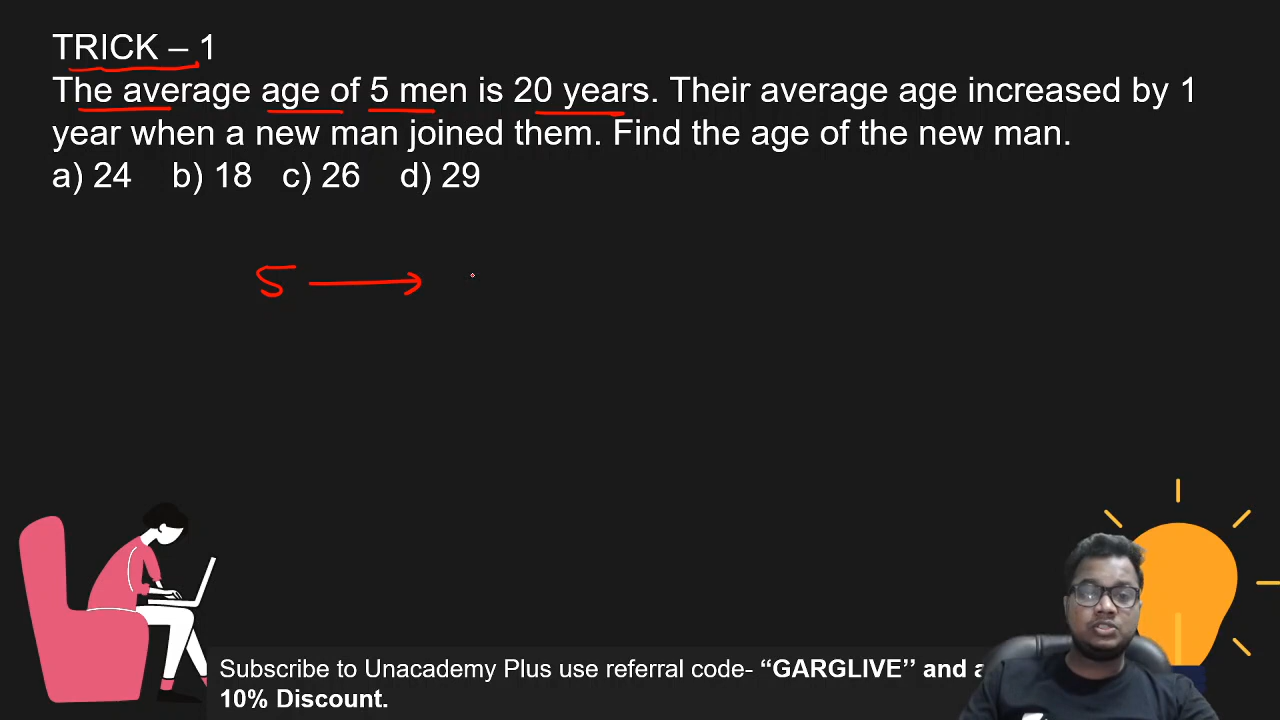 TRICK – 1
The average age of 5 men is 20 years. Their average age increased by 1
year when a new man joined them. Find the age of the new man.
a) 24 b) 18 c) 26 d) 29
5 →
Subscribe to Unacademy Plus use referral code- “GARGLIVE’’ and
10% Discount.